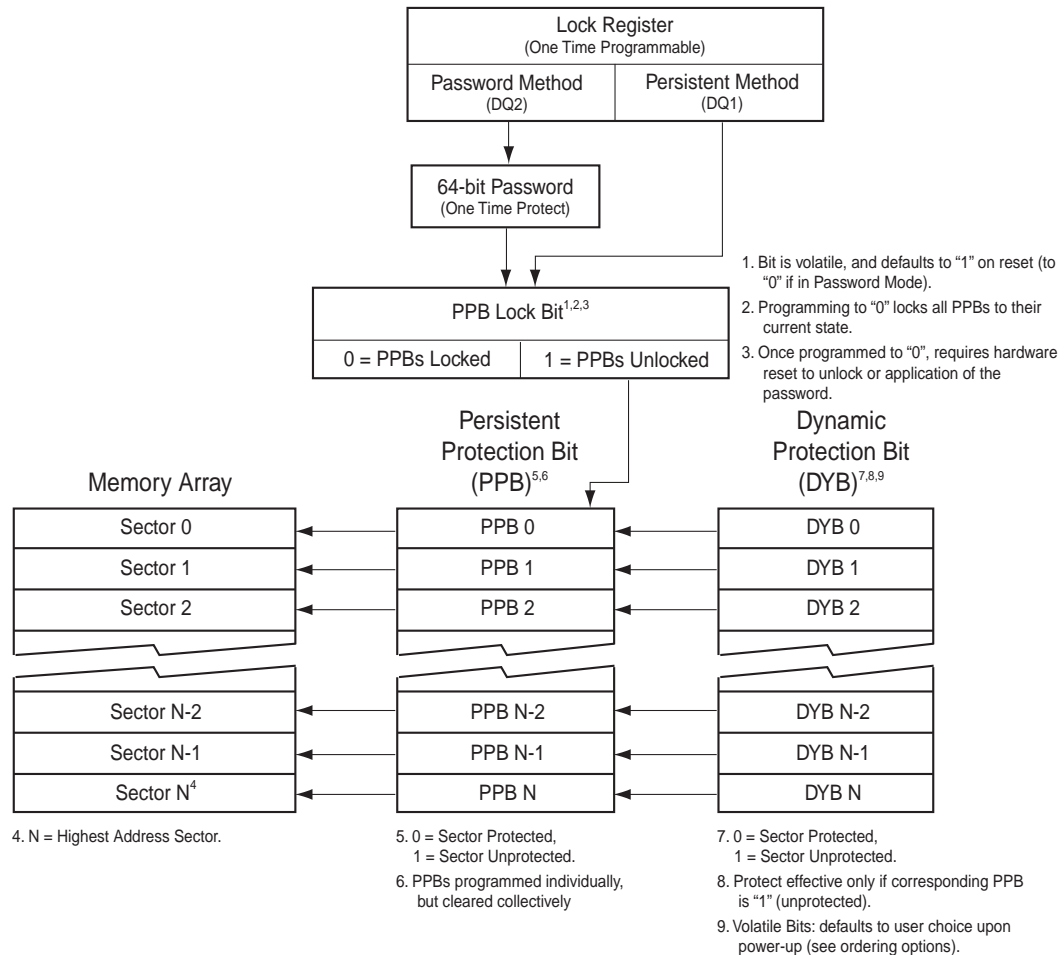 Lock Register
(One Time Programmable)
Password Method
(DQ2)
Persistent Method
(DQ1)
64-bit Password
(One Time Protect)
PPB Lock Bit1,2,3
0 = PPBs Locked
1 = PPBs Unlocked
1. Bit is volatile, and defaults to “1” on reset (to
“0” if in Password Mode).
2. Programming to “0” locks all PPBs to their
current state.
3. Once programmed to “0”, requires hardware
reset to unlock or application of the
password.
Memory Array
Persistent
Protection Bit
(PPB)5,6
Dynamic
Protection Bit
(DYB)7,8,9
Sector 0
PPB 0
DYB 0
Sector 1
PPB 1
DYB 1
Sector 2
PPB 2
DYB 2
Sector N-2
PPB N-2
DYB N-2
Sector N-1
PPB N-1
DYB N-1
Sector N4
PPB N
DYB N
4. N = Highest Address Sector.
5. 0 = Sector Protected,
1 = Sector Unprotected.
6. PPBs programmed individually,
but cleared collectively
7. 0 = Sector Protected,
1 = Sector Unprotected.
8. Protect effective only if corresponding PPB
is “1” (unprotected).
9. Volatile Bits: defaults to user choice upon
power-up (see ordering options).